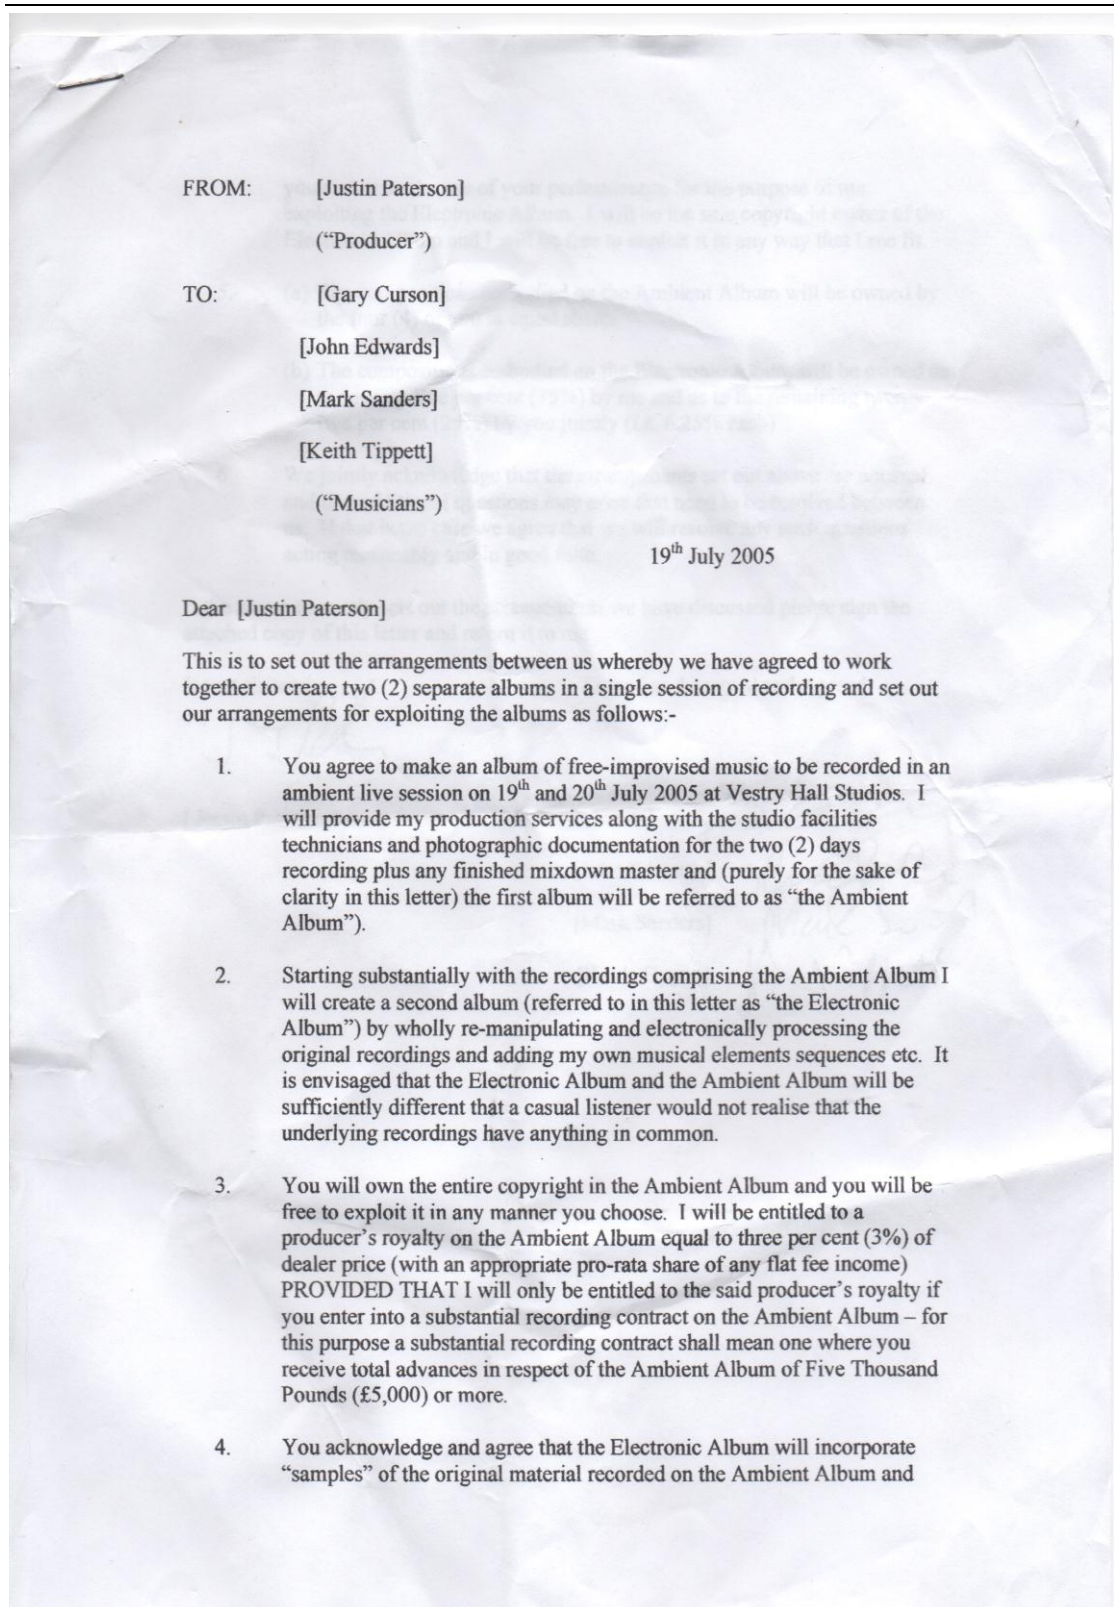 FROM: [Justin Paterson]
(“Producer”)
TO: [Gary Curson]
[John Edwards]
[Mark Sanders]
[Keith Tippett]
(“Musicians”)
19th July 2005
Dear [Justin Paterson]
This is to set out the arrangements between us whereby we have agreed to work
together to create two (2) separate albums in a single session of recording and set out
our arrangements for exploiting the albums as follows:-
1. You agree to make an album of free-improvised music to be recorded in an
ambient live session on 19th and 20th July 2005 at Vestry Hall Studios. I
will provide my production services along with the studio facilities
technicians and photographic documentation for the two (2) days
recording plus any finished mixdown master and (purely for the sake of
clarity in this letter) the first album will be referred to as “the Ambient
Album”).
2. Starting substantially with the recordings comprising the Ambient Album I
will create a second album (referred to in this letter as “the Electronic
Album”) by wholly re-manipulating and electronically processing the
original recordings and adding my own musical elements sequences etc. It
is envisaged that the Electronic Album and the Ambient Album will be
sufficiently different that a casual listener would not realise that the
underlying recordings have anything in common.
3. You will own the entire copyright in the Ambient Album and you will be
free to exploit it in any manner you choose. I will be entitled to a
producer’s royalty on the Ambient Album equal to three per cent (3%) of
dealer price (with an appropriate pro-rata share of any flat fee income)
PROVIDED THAT I will only be entitled to the said producer’s royalty if
you enter into a substantial recording contract on the Ambient Album – for
this purpose a substantial recording contract shall mean one where you
receive total advances in respect of the Ambient Album of Five Thousand
Pounds (£5,000) or more.
4. You acknowledge and agree that the Electronic Album will incorporate
“samples” of the original material recorded on the Ambient Album and